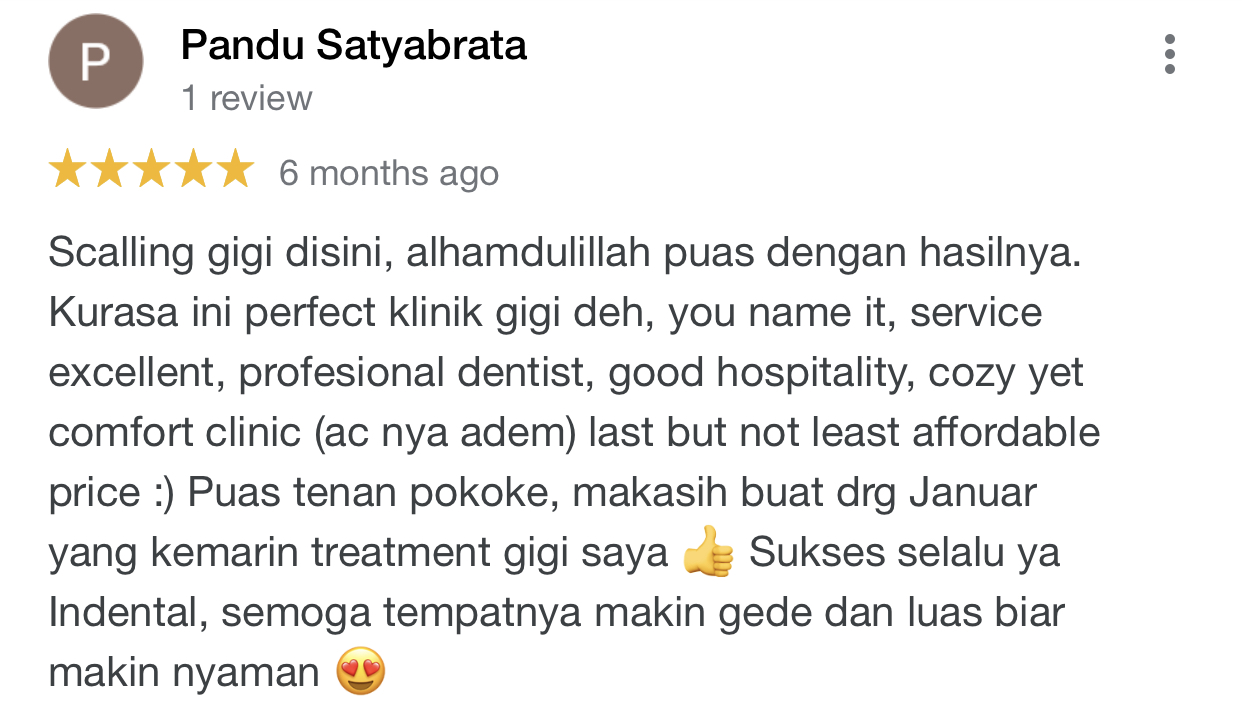 P
Pandu Satyabrata
1 review
6 months ago
Scalling gigi disini, alhamdulillah puas dengan hasilnya.
Kurasa ini perfect klinik gigi deh, you name it, service
excellent, profesional dentist, good hospitality, cozy yet
comfort clinic (ac nya adem) last but not least affordable
price :) Puas tenan pokoke, makasih buat drg Januar
yang kemarin treatment gigi saya 👍 Sukses selalu ya
Indental, semoga tempatnya makin gede dan luas biar
makin nyaman 😍